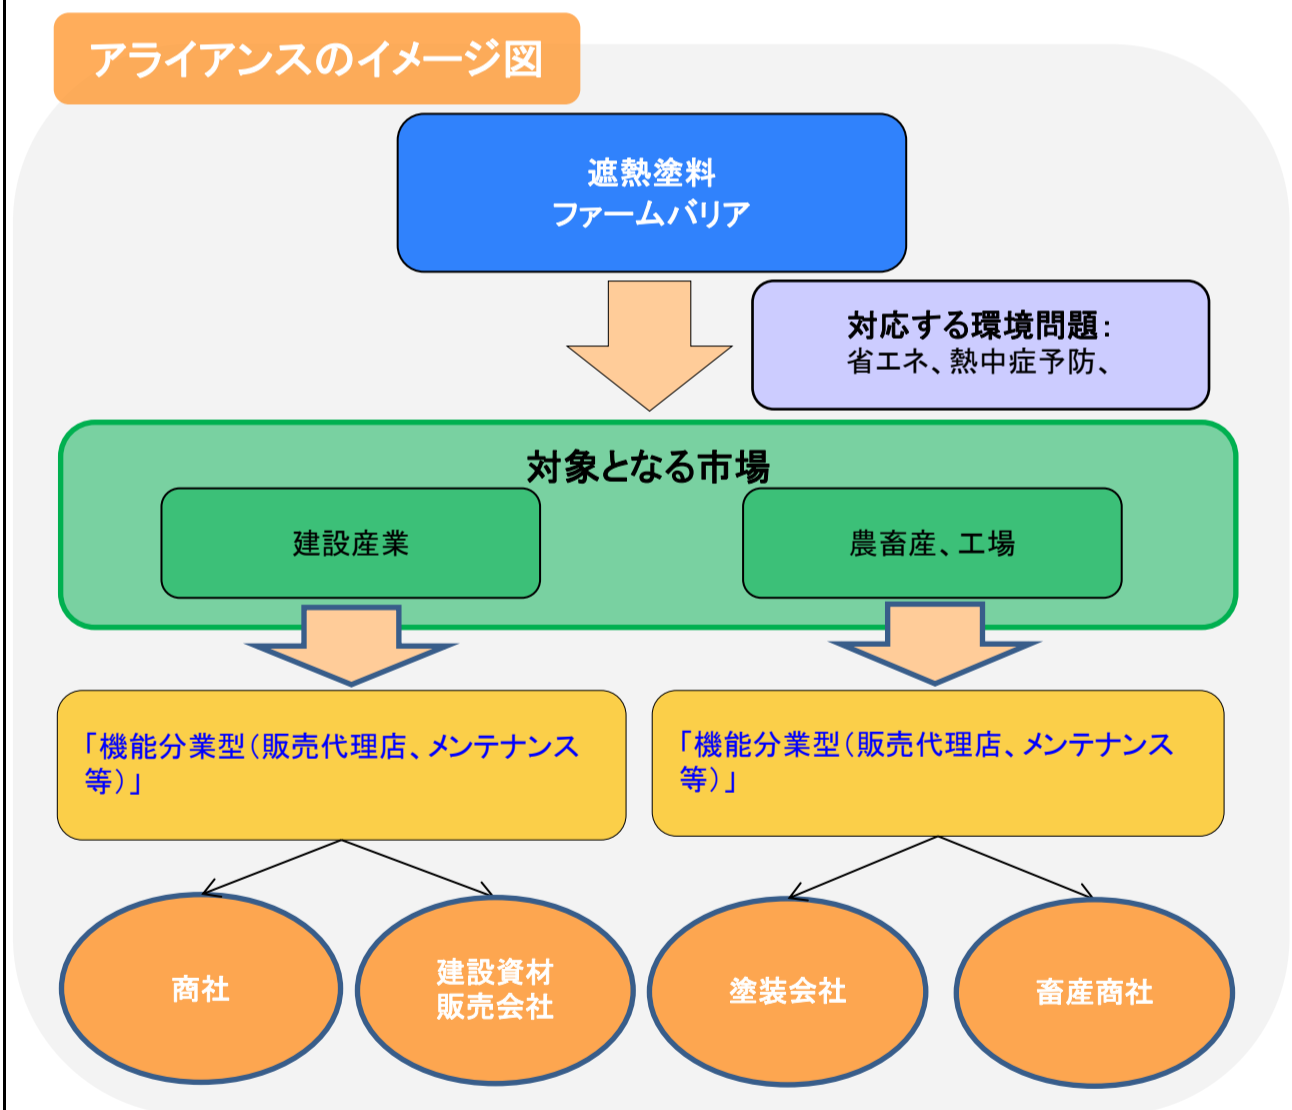 アライアンスのイメージ図
遮熱塗料
ファームバリア
対応する環境問題：
省エネ、熱中症予防、
対象となる市場
建設産業
農畜産、工場
「機能分業型（販売代理店、メンテナンス
等）」
「機能分業型（販売代理店、メンテナンス
等）」
商社
建設資材
販売会社
塗装会社
畜産商社